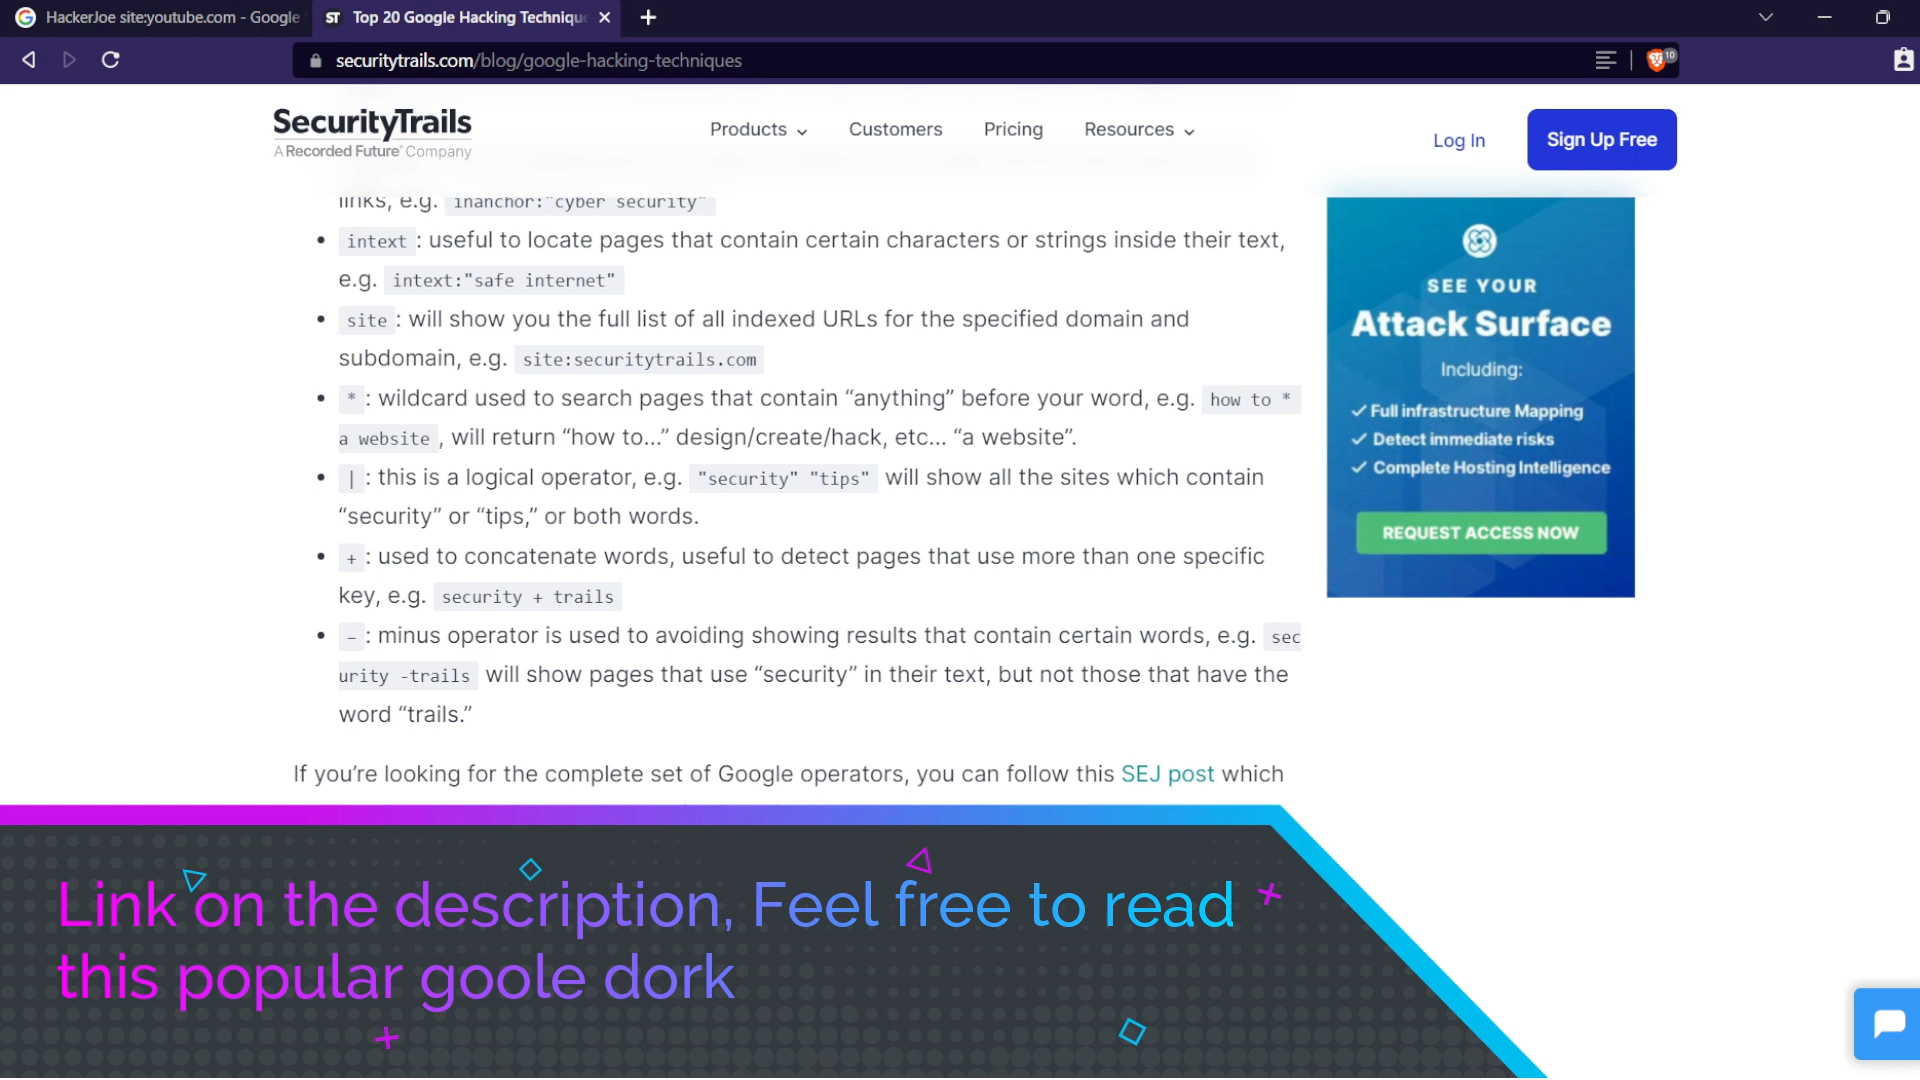 HackerJoe site:youtube.com - Google
ST Top 20 Google Hacking Techniqu
securitytrails.com/blog/google-hacking-techniques
10
SecurityTrails
A Recorded Future® Company
Products
Customers
Pricing
Resources
Log In
Sign Up Free
links, e.g. inanchor:"cyber security"
• intext : useful to locate pages that contain certain characters or strings inside their text,
e.g. intext:"safe internet"
• site : will show you the full list of all indexed URLs for the specified domain and
subdomain, e.g. site:securitytrails.com
• * : wildcard used to search pages that contain “anything” before your word, e.g. how to *
a website , will return “how to…” design/create/hack, etc… “a website”.
• | : this is a logical operator, e.g. "security" "tips" will show all the sites which contain
“security” or “tips,” or both words.
• + : used to concatenate words, useful to detect pages that use more than one specific
key, e.g. security + trails
• – : minus operator is used to avoiding showing results that contain certain words, e.g. sec
urity -trails will show pages that use “security” in their text, but not those that have the
word “trails.”
If you’re looking for the complete set of Google operators, you can follow this SEJ post which
SEE YOUR
Attack Surface
Including:
✓ Full infrastructure Mapping
✓ Detect immediate risks
✓ Complete Hosting Intelligence
REQUEST ACCESS NOW
Link on the description, Feel free to read
this popular goole dork